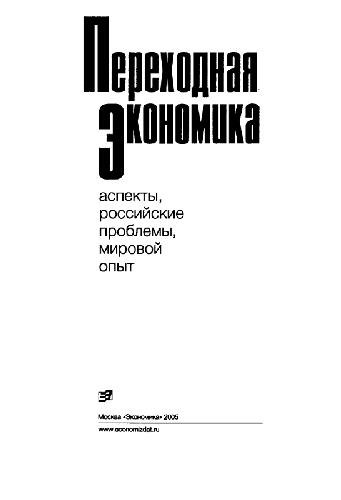 Переходная
Экономика
аспекты,
российские
проблемы,
мировой
опыт
Москва «Экономика» 2005
www.economizdat.ru